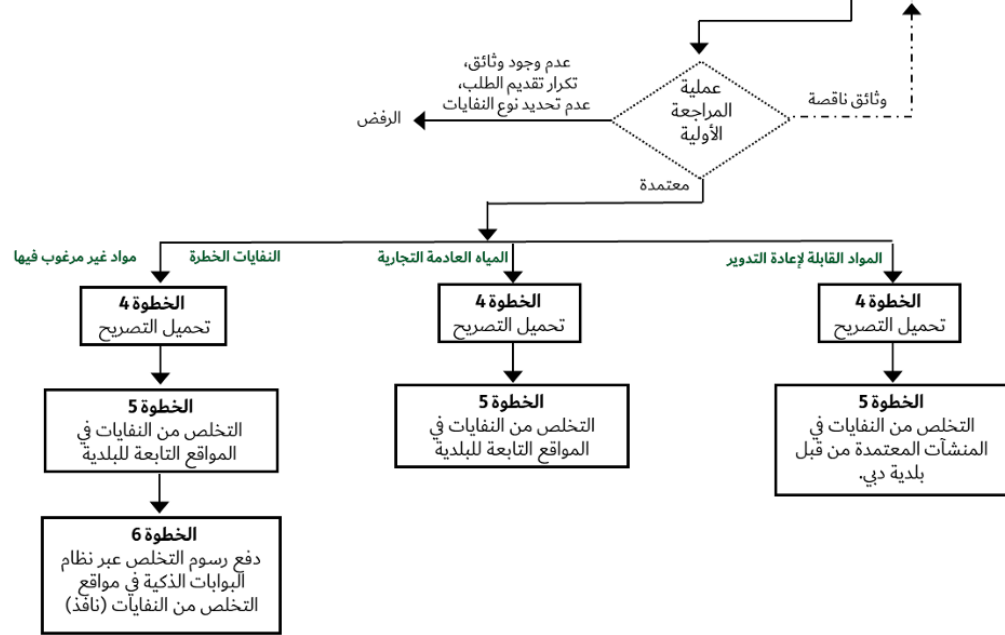 عملية
المراجعة
الأولية
وثائق ناقصة
عدم وجود وثائق،
تكرار تقديم الطلب،
عدم تحديد نوع النفايات
الرفض
معتمدة
المواد القابلة لإعادة التدوير
المياه العادمة التجارية
النفايات الخطرة
مواد غير مرغوب فيها
الخطوة 4
تحميل التصريح
الخطوة 5
التخلص من النفايات في
المنشآت المعتمدة من قبل
بلدية دبي.
الخطوة 4
تحميل التصريح
الخطوة 5
التخلص من النفايات في
المواقع التابعة للبلدية
الخطوة 4
تحميل التصريح
الخطوة 5
التخلص من النفايات في
المواقع التابعة للبلدية
الخطوة 6
دفع رسوم التخلص عبر نظام
البوابات الذكية في مواقع
التخلص من النفايات (نافذ)